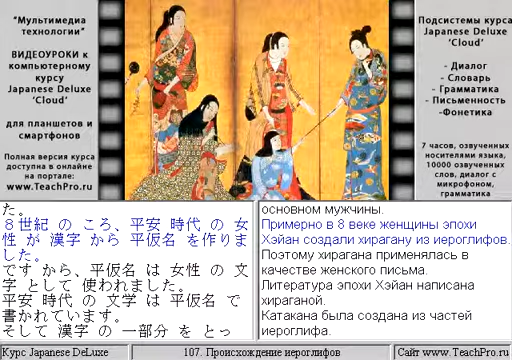 "Мультимедиа
технологии"
ВИДЕОУРОКИ к
компьютерному
курсу
Japanese DeLuxe
'Cloud'
для планшетов и
смартфонов
Полная версия курса
доступна в онлайне
на портале:
www.TeachPro.ru
Подсистемы курса
Japanese Deluxe
'Cloud'
- Диалог
- Словарь
- Грамматика
- Письменность
-Фонетика
7 часов, озвученных
носителями языка,
10000 озвученных
слов, диалог с
микрофоном,
грамматика
た。
８世紀 の ころ、平安 時代 の 女
性 が 漢字 から 平仮名 を作りま
した。
です から、平仮名 は 女性 の 文
字 として 使われました。
平安 時代 の 文学 は 平仮名 で
書かれています。
そして 漢字 の 一部分 を とっ
основном мужчины.
Примерно в 8 веке женщины эпохи
Хэйан создали хирагану из иероглифов.
Поэтому хирагана применялась в
качестве женского письма.
Литература эпохи Хэйан написана
хираганой.
Катакана была создана из частей
иероглифа.
Курс Japanese DeLuxe
107. Происхождение иероглифов
Сайт www.TeachPro.ru